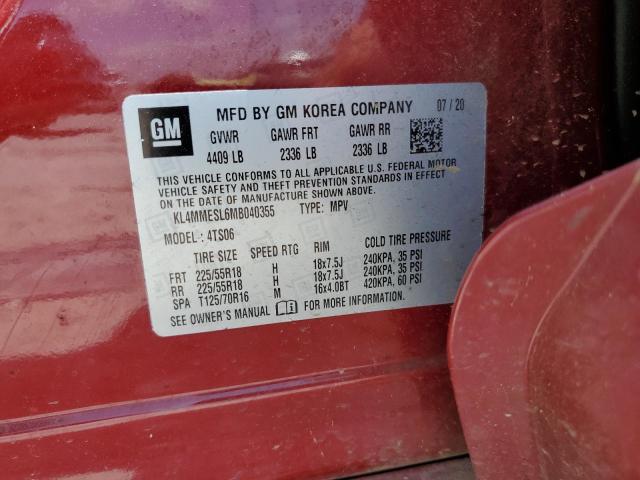 GM
MFD BY GM KOREA COMPANY 07 / 20
GVWR GAWR FRT GAWR RR
4409 LB 2336 LB 2336 LB
THIS VEHICLE CONFORMS TO ALL APPLICABLE U.S. FEDERAL MOTOR
VEHICLE SAFETY AND THEFT PREVENTION STANDARDS IN EFFECT ON
THE DATE OF MANUFACTURE SHOWN ABOVE.
KL4MMESL6MB040355 TYPE: MPV
MODEL: 4TS06
TIRE SIZE SPEED RTG RIM COLD TIRE PRESSURE
FRT 225/55R18 H 18x7.5J 240KPA, 35 PSI
RR 225/55R18 H 18x7.5J 240KPA, 35 PSI
SPA T125/70R16 M 16x4.0BT 420KPA, 60 PSI
SEE OWNER'S MANUAL FOR MORE INFORMATION.